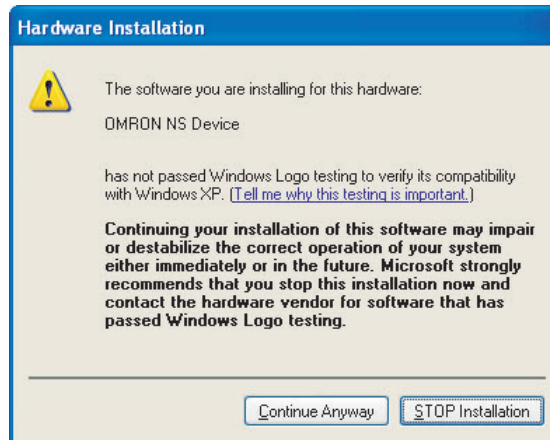 Hardware Installation
The software you are installing for this hardware:
OMRON NS Device
has not passed Windows Logo testing to verify its compatibility
with Windows XP. (Tell me why this testing is important.)
Continuing your installation of this software may impair
or destabilize the correct operation of your system
either immediately or in the future. Microsoft strongly
recommends that you stop this installation now and
contact the hardware vendor for software that has
passed Windows Logo testing.
Continue Anyway
STOP Installation